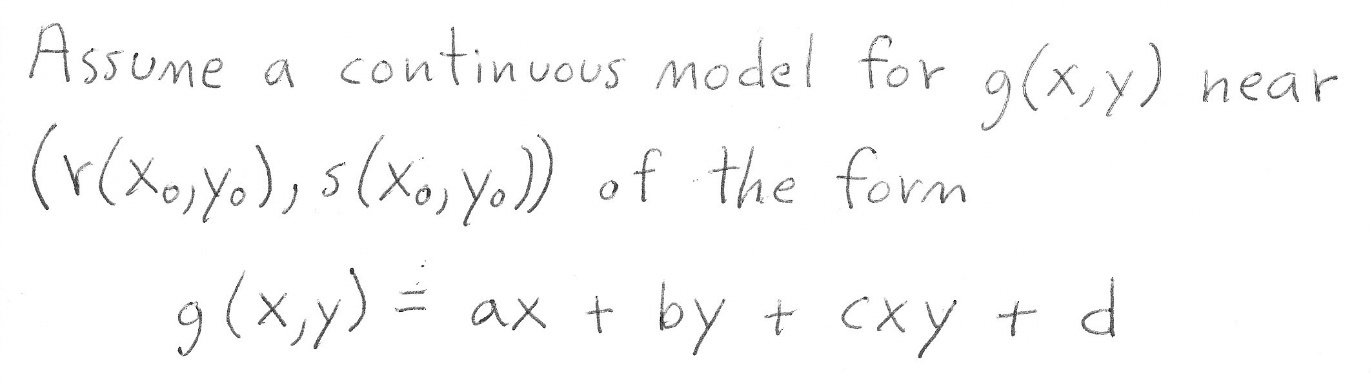 Assume a continuous model for g(x,y) near
(r(x₀,y₀), s(x₀,y₀)) of the form
g(x,y) = ax + by + cxy + d